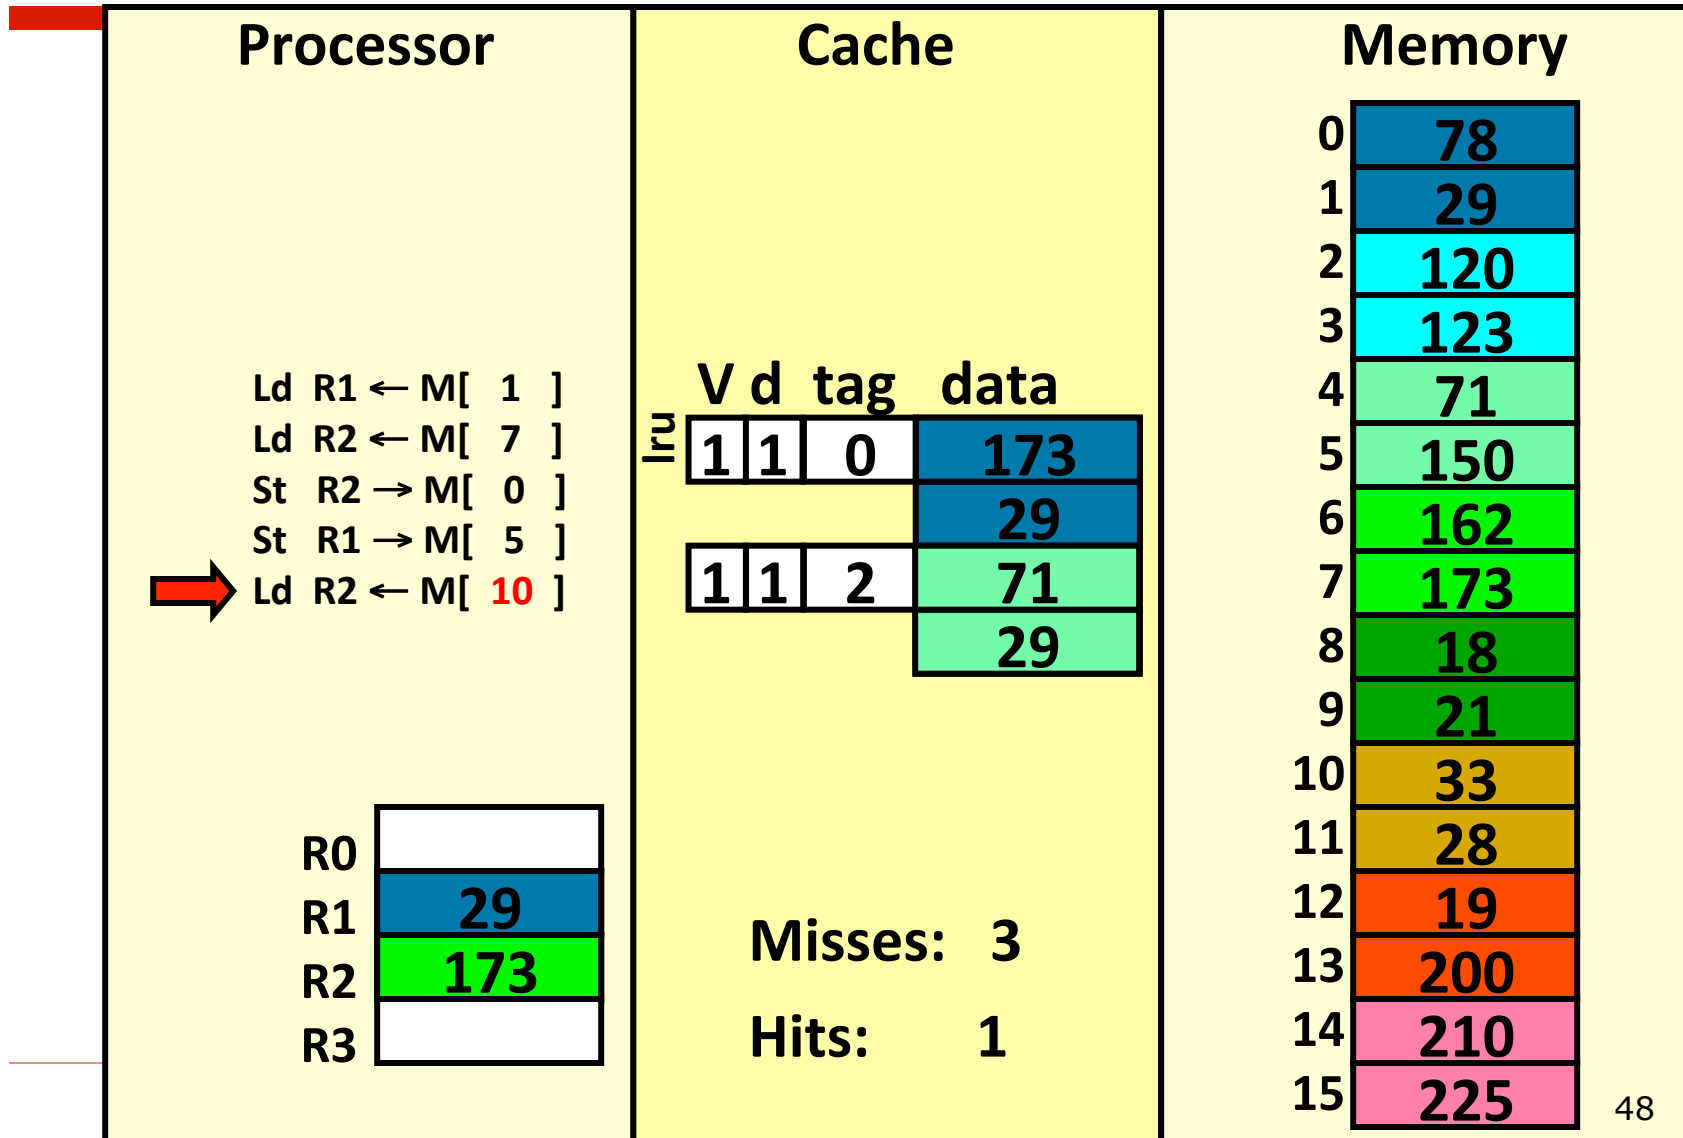 Processor
Ld R1 ← M[ 1 ]
Ld R2 ← M[ 7 ]
St R2 → M[ 0 ]
St R1 → M[ 5 ]
Ld R2 ← M[ 10 ]
R0
R1 29
R2 173
R3
Cache
V d tag data
lru
1 1 0 173
29
1 1 2 71
29
Misses: 3
Hits: 1
Memory
0 78
1 29
2 120
3 123
4 71
5 150
6 162
7 173
8 18
9 21
10 33
11 28
12 19
13 200
14 210
15 225
48